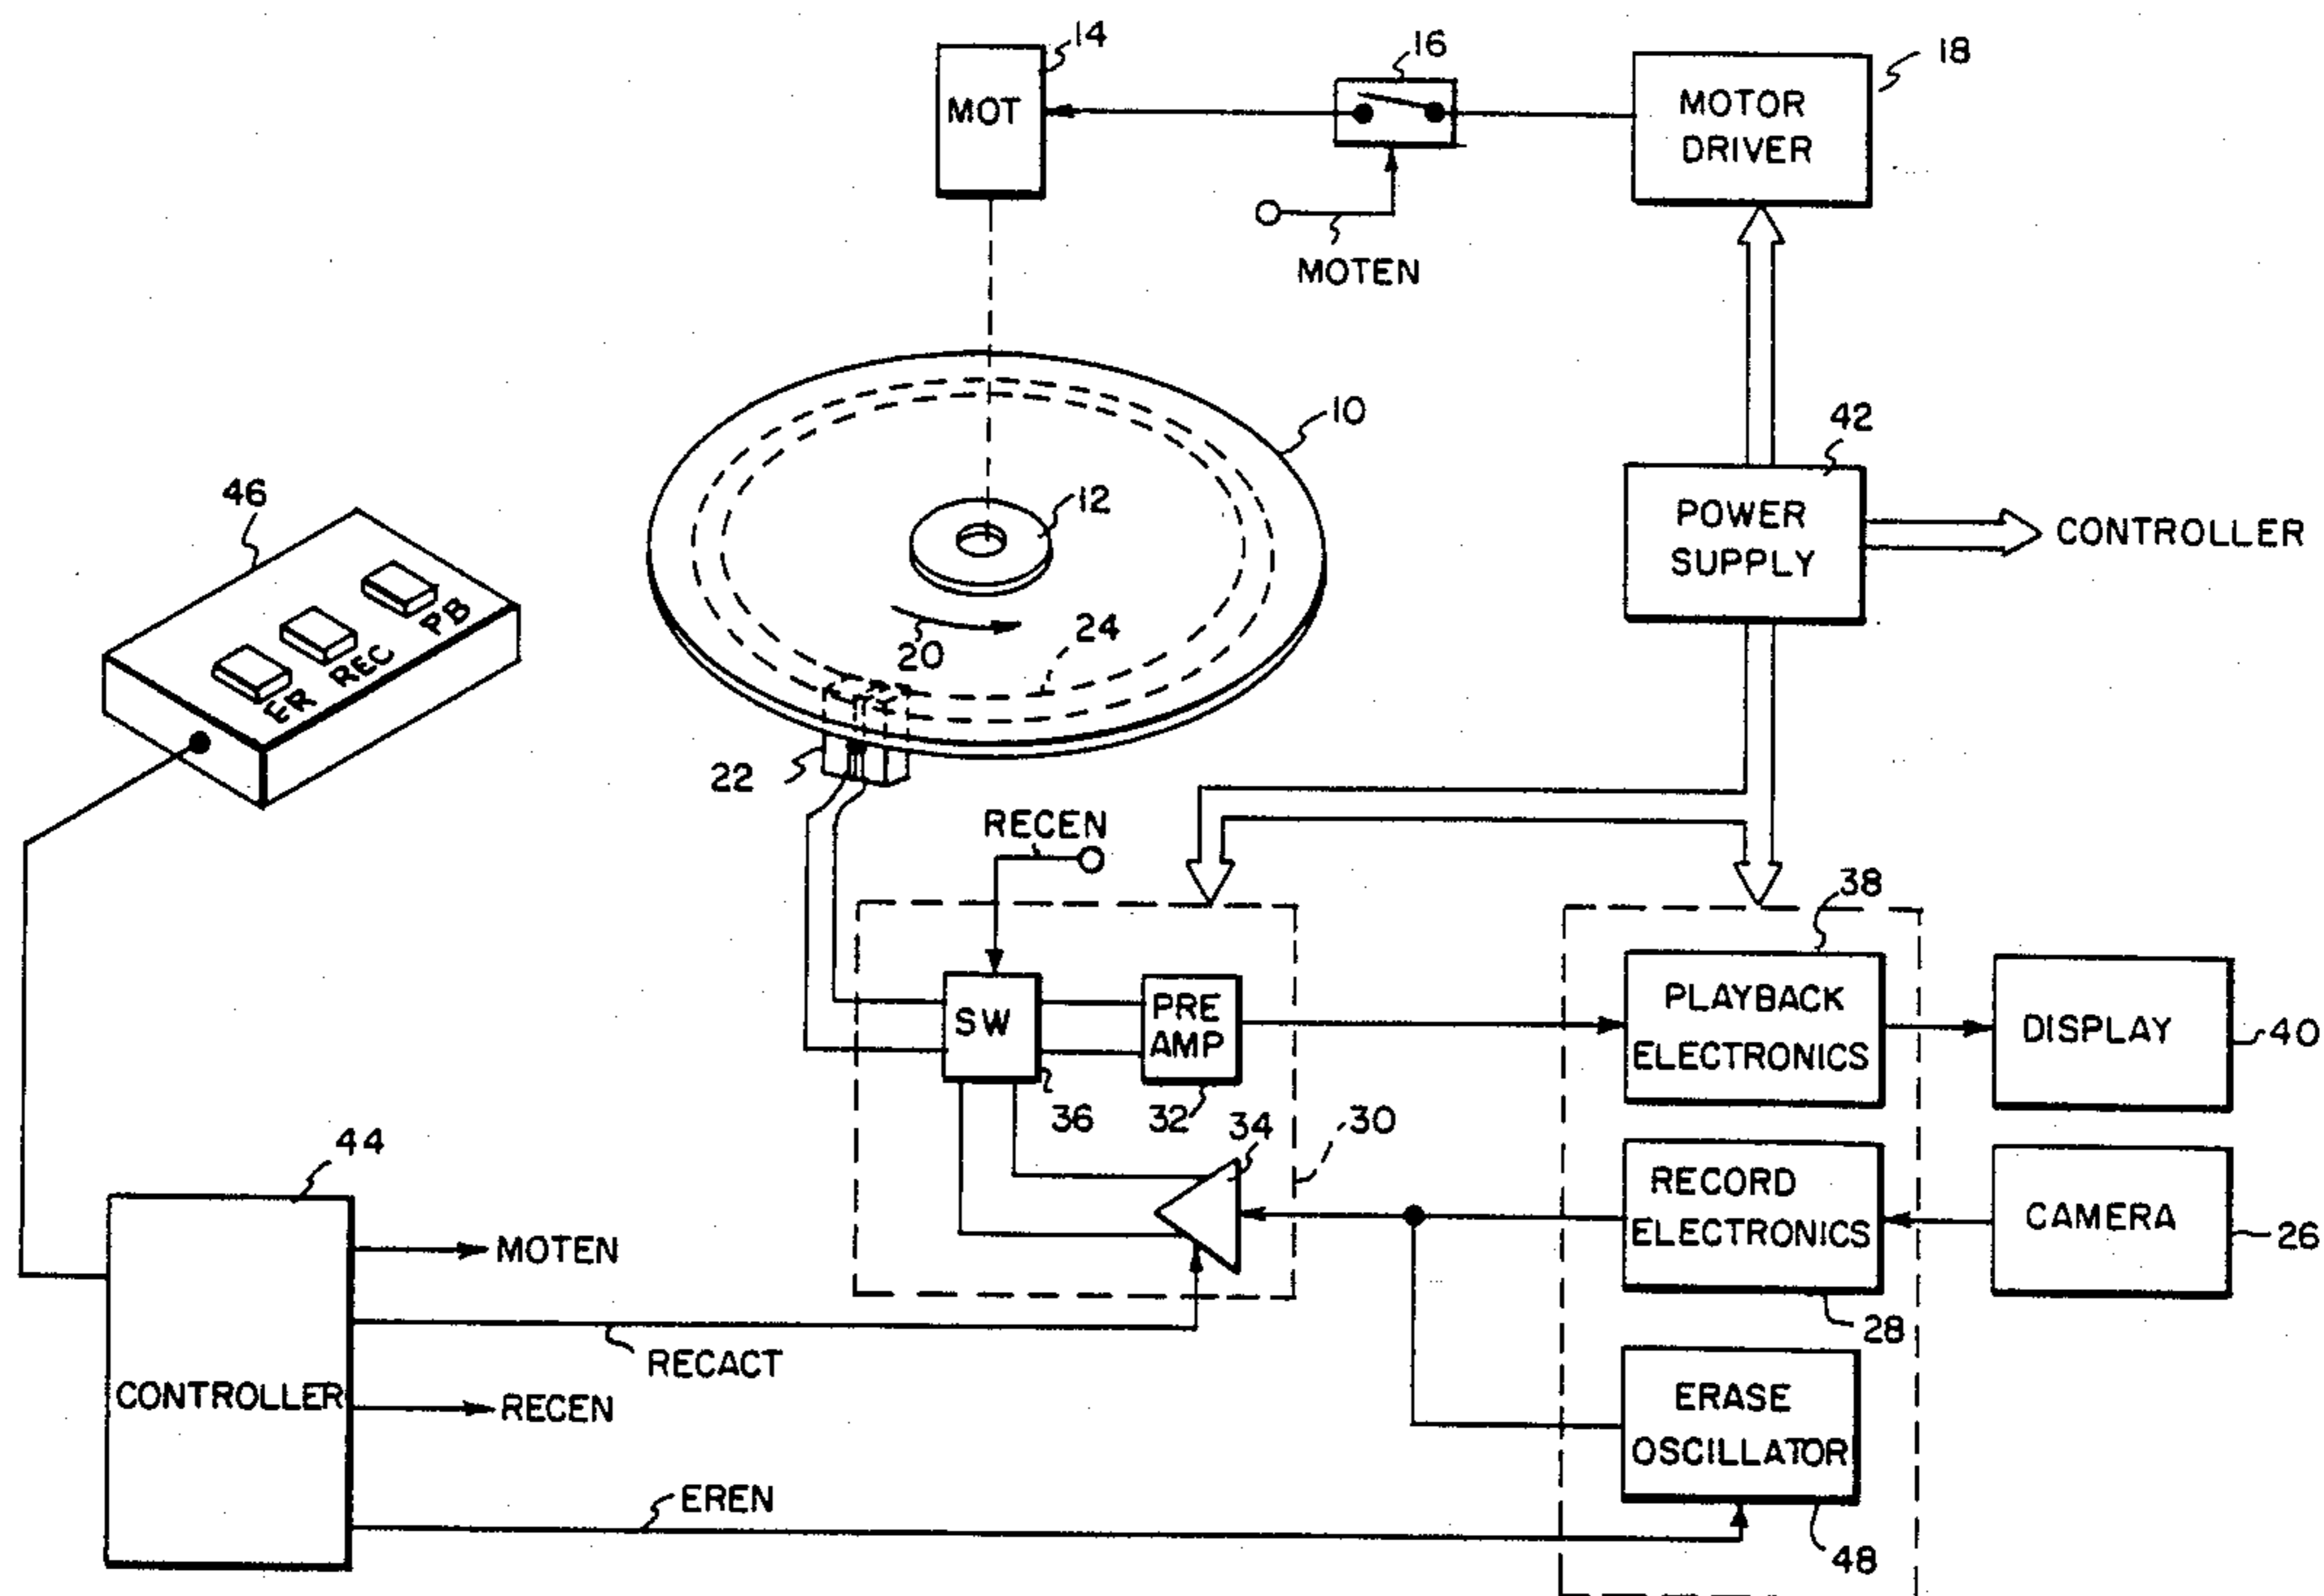 14
16
18
MOT
MOTOR
DRIVER
MOTEN
10
42
46
12
POWER
SUPPLY
CONTROLLER
PB
REC
ER
20
24
22
RECEN
38
SW
PRE
AMP
PLAYBACK
ELECTRONICS
DISPLAY
40
36
32
34
30
44
RECORD
ELECTRONICS
CAMERA
26
MOTEN
28
RECACT
CONTROLLER
RECEN
ERASE
OSCILLATOR
EREN
48